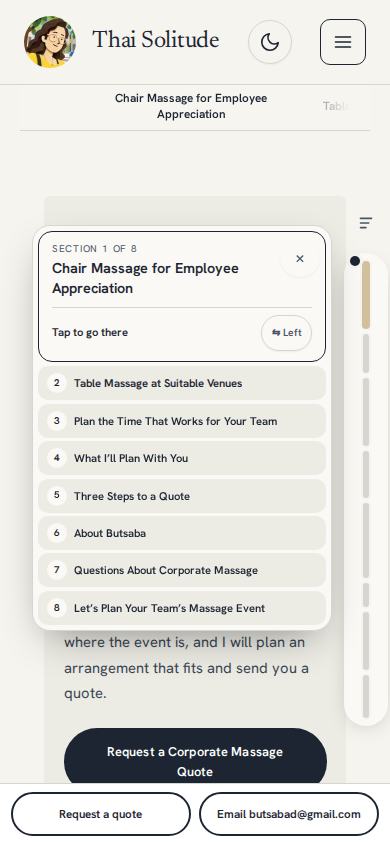 Thai Solitude
Chair Massage for Employee
Appreciation
SECTION 1 OF 8
Chair Massage for Employee
Appreciation
×
Tap to go there
⇆ Left
2 Table Massage at Suitable Venues
3 Plan the Time That Works for Your Team
4 What I’ll Plan With You
5 Three Steps to a Quote
6 About Butsaba
7 Questions About Corporate Massage
8 Let’s Plan Your Team’s Massage Event
where the event is, and I will plan an
arrangement that fits and send you a
quote.
Request a Corporate Massage
Quote
Request a quote
Email butsabad@gmail.com